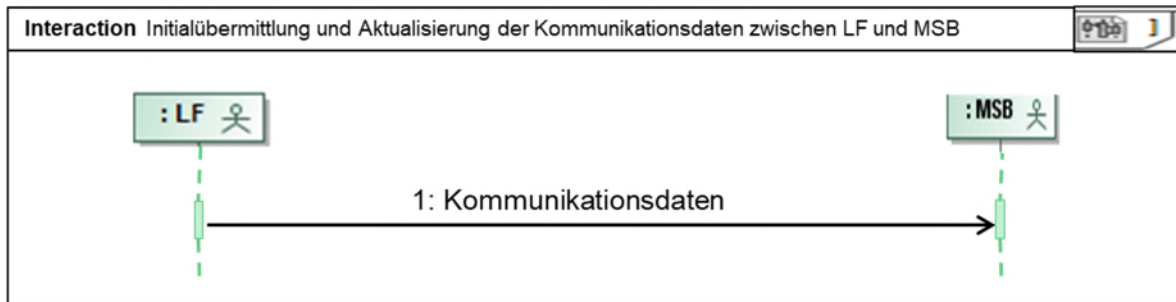 Interaction Initialübermittlung und Aktualisierung der Kommunikationsdaten zwischen LF und MSB
: LF
: MSB
1: Kommunikationsdaten